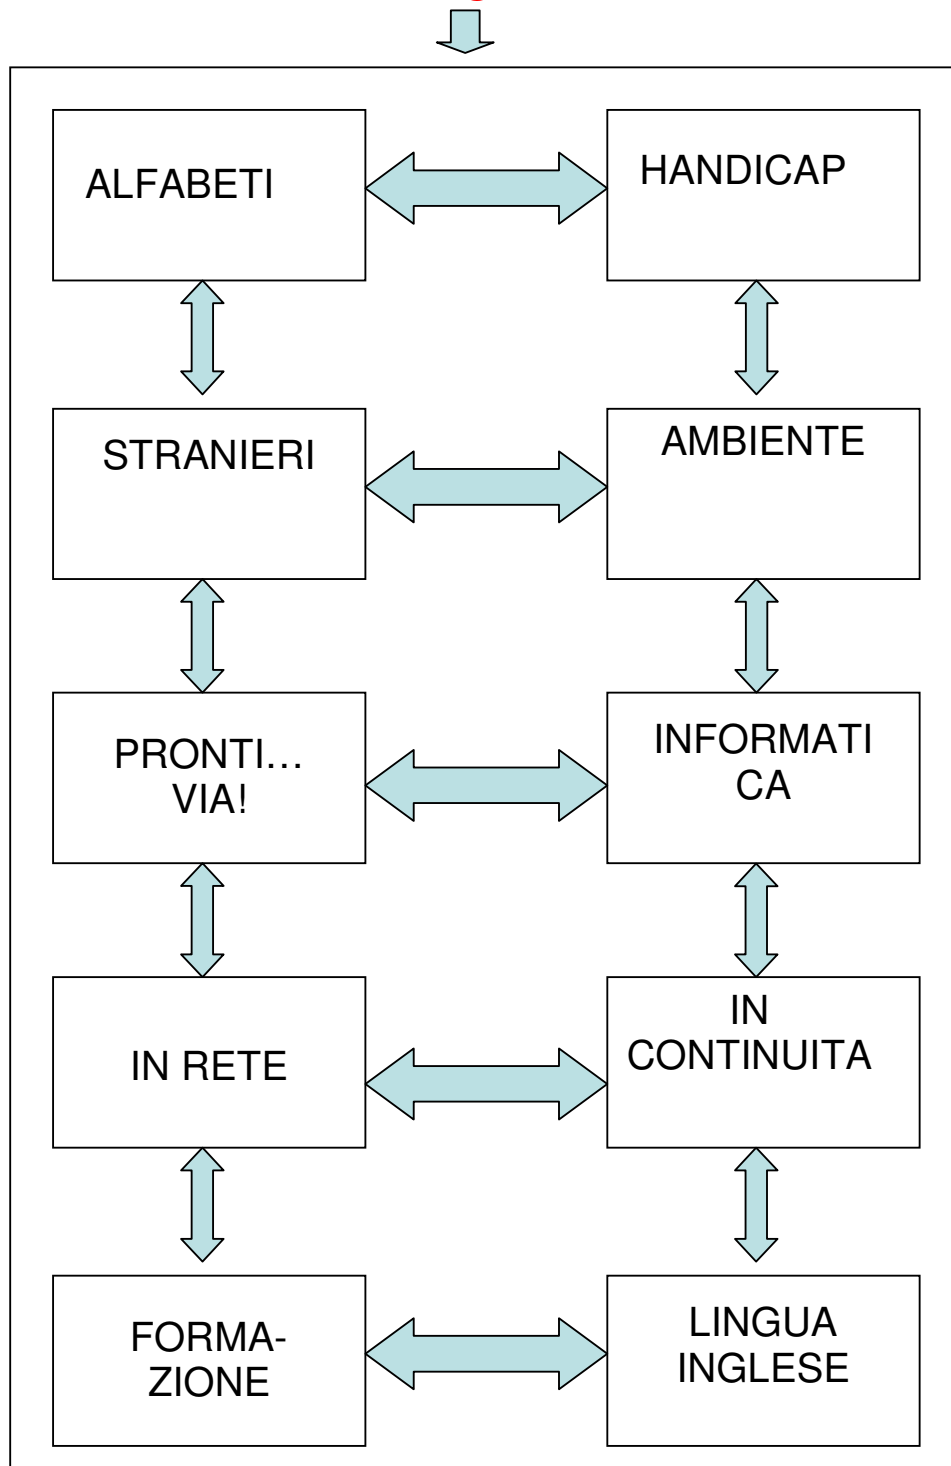 ALFABETI
HANDICAP
STRANIERI
AMBIENTE
PRONTI...
VIA!
INFORMATI
CA
IN RETE
IN
CONTINUITA
FORMA-
ZIONE
LINGUA
INGLESE